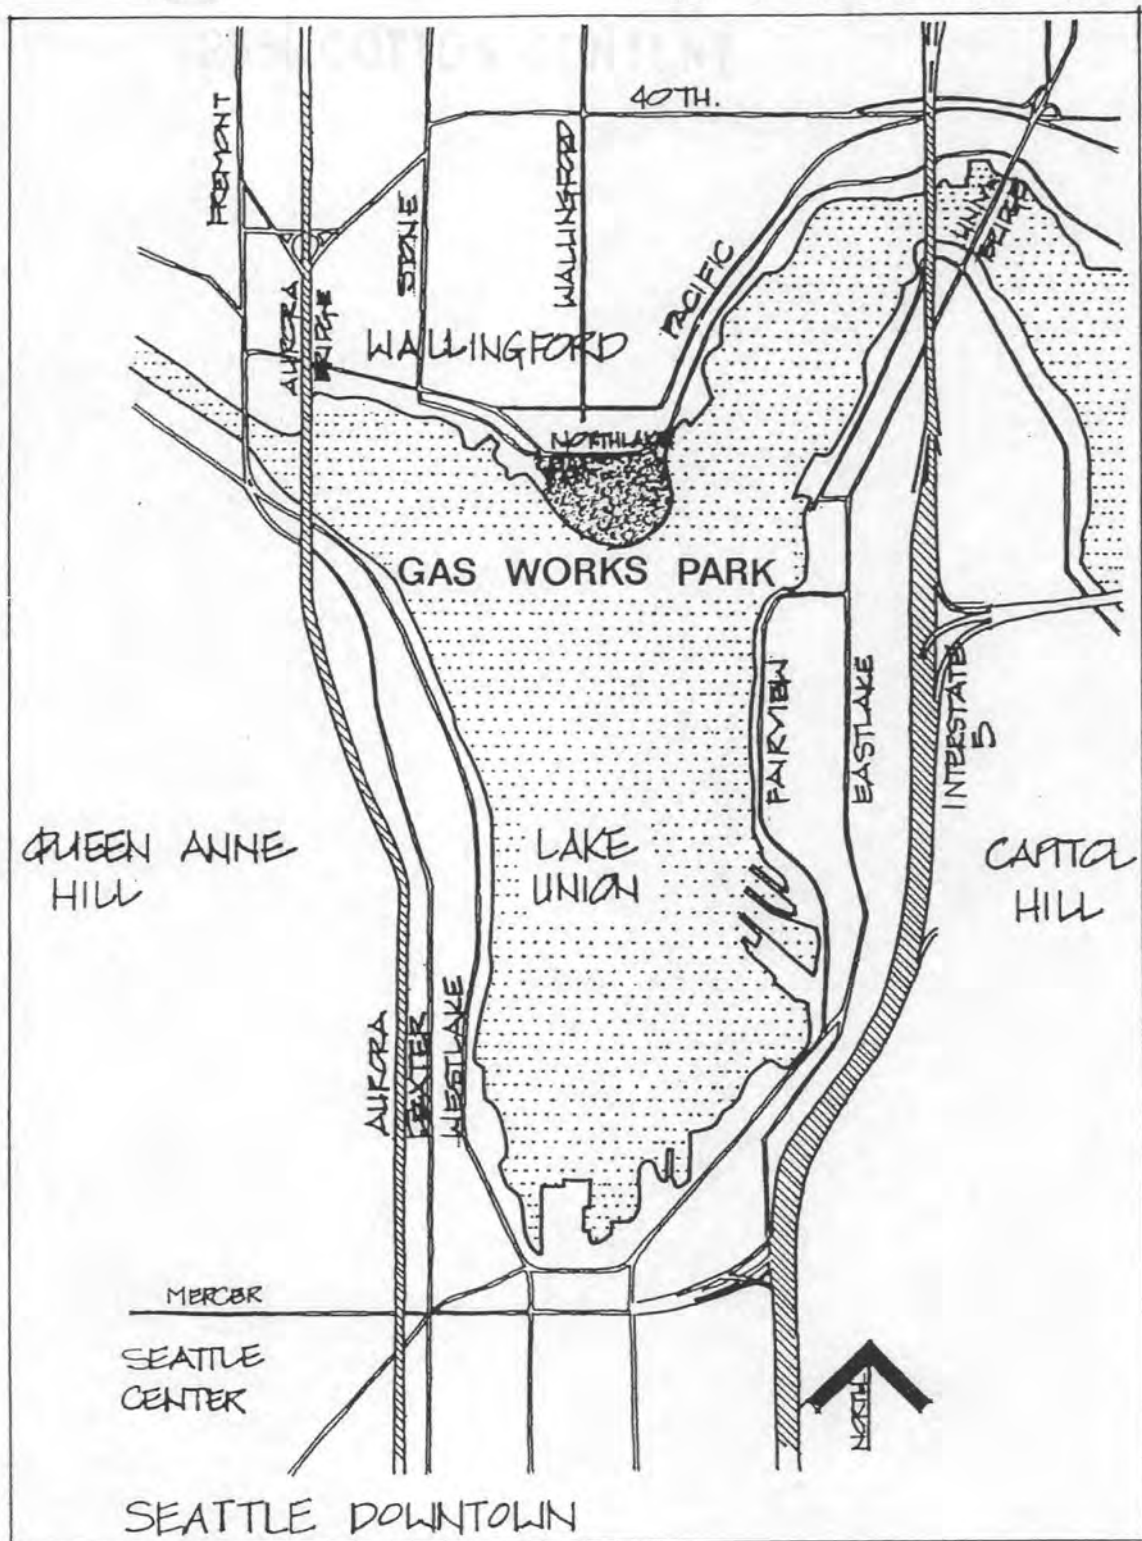 40TH.
FREMONT
STONE
WALLINGFORD
PACIFIC
AURORA
BRIDGE
WALLINGFORD
NORTHLAKE
GAS WORKS PARK
FAIRVIEW
EASTLAKE
INTERSTATE
5
QUEEN ANNE
HILL
LAKE
UNION
CAPITOL
HILL
AURORA
DEXTER
WESTLAKE
MERCER
SEATTLE
CENTER
NORTH
SEATTLE DOWNTOWN